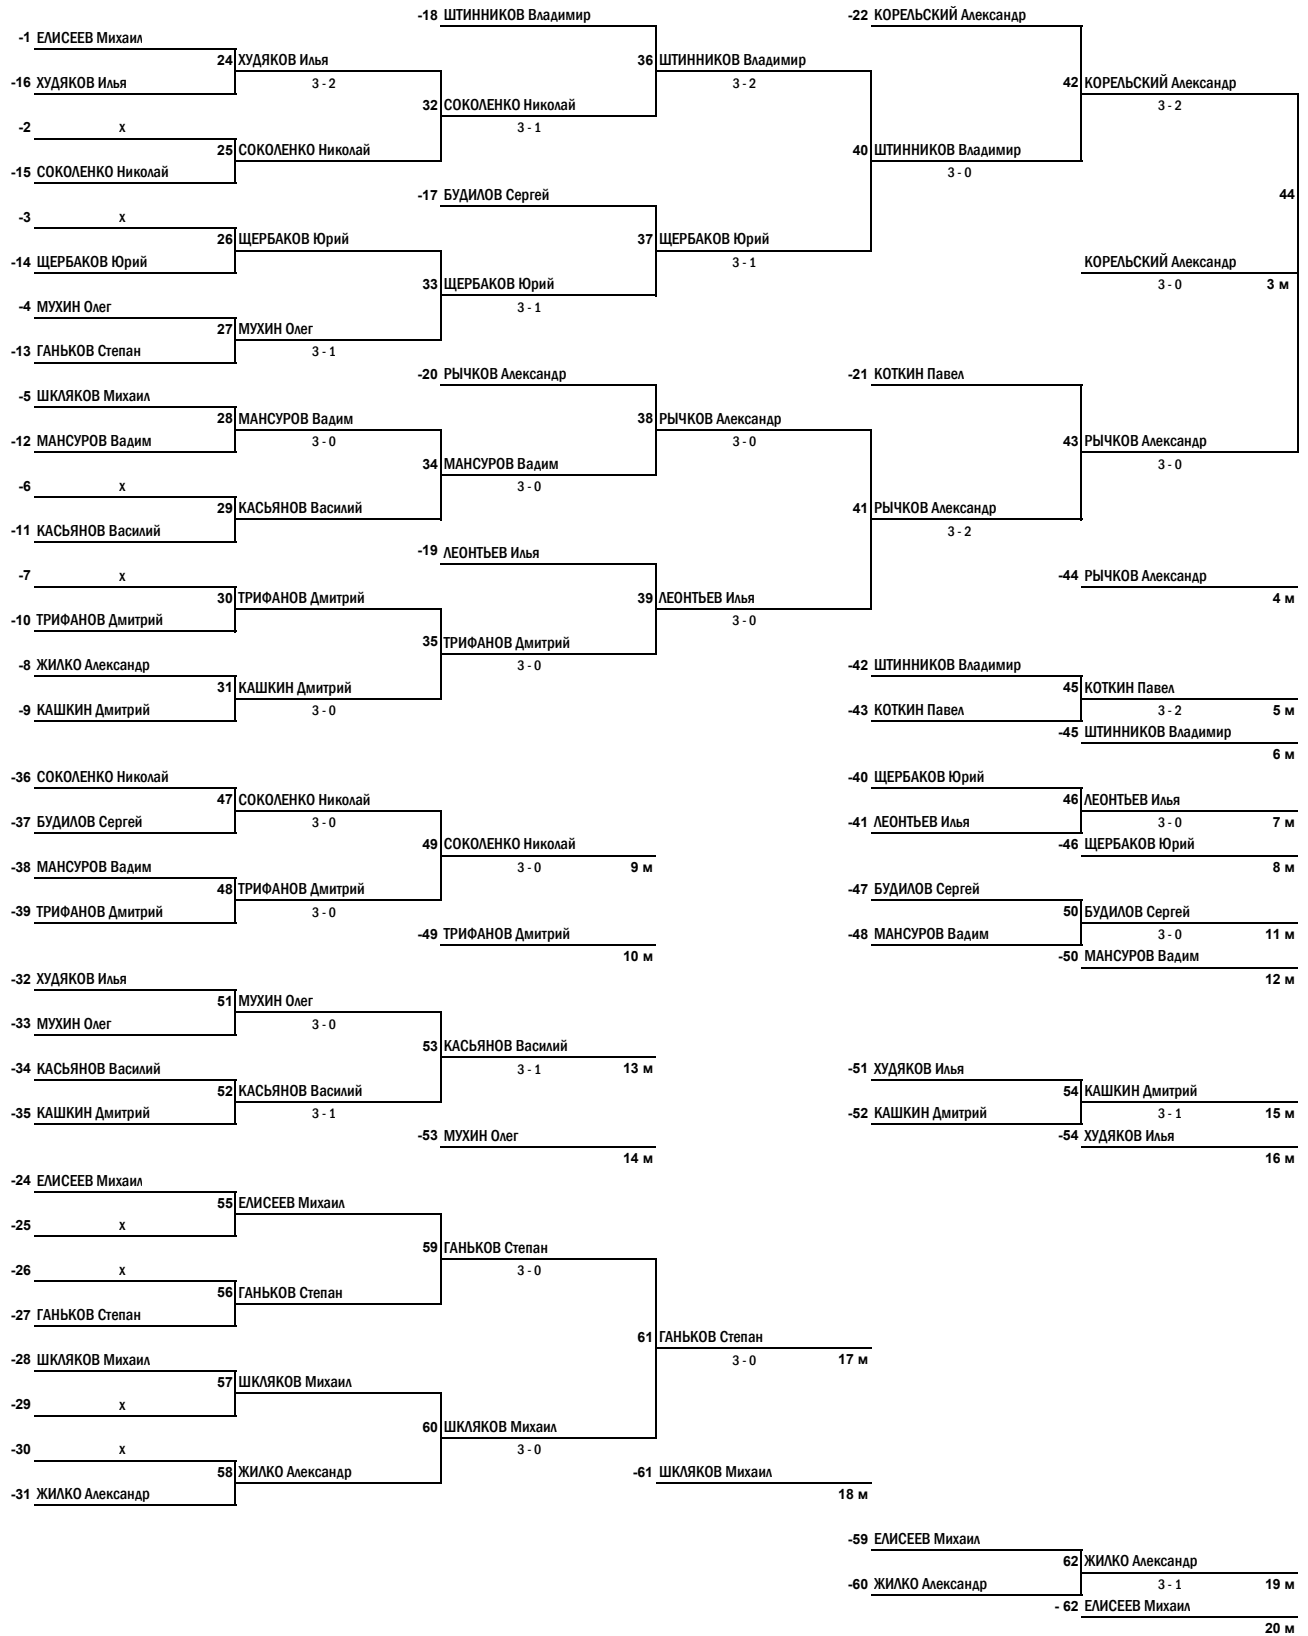 -18 ШТИННИКОВ Владимир -22 КОРЕЛЬСКИЙ Александр
-1 ЕЛИСЕЕВ Михаил
24 ХУДЯКОВ Илья 36 ШТИННИКОВ Владимир
-16 ХУДЯКОВ Илья 3 - 2 3 - 2 42 КОРЕЛЬСКИЙ Александр
32 СОКОЛЕНКО Николай 3 - 2
-2 х 3 - 1
25 СОКОЛЕНКО Николай 40 ШТИННИКОВ Владимир
-15 СОКОЛЕНКО Николай 3 - 0
-17 БУДИЛОВ Сергей 44
-3 х
26 ЩЕРБАКОВ Юрий 37 ЩЕРБАКОВ Юрий
-14 ЩЕРБАКОВ Юрий 3 - 1 КОРЕЛЬСКИЙ Александр
33 ЩЕРБАКОВ Юрий 3 - 0 3 м
-4 МУХИН Олег 3 - 1
27 МУХИН Олег
-13 ГАНЬКОВ Степан 3 - 1
-20 РЫЧКОВ Александр -21 КОТКИН Павел
-5 ШКЛЯКОВ Михаил
28 МАНСУРОВ Вадим 38 РЫЧКОВ Александр
-12 МАНСУРОВ Вадим 3 - 0 3 - 0 43 РЫЧКОВ Александр
34 МАНСУРОВ Вадим 3 - 0
-6 х 3 - 0
29 КАСЬЯНОВ Василий 41 РЫЧКОВ Александр
-11 КАСЬЯНОВ Василий 3 - 2
-19 ЛЕОНТЬЕВ Илья
-7 х -44 РЫЧКОВ Александр
30 ТРИФАНОВ Дмитрий 39 ЛЕОНТЬЕВ Илья 4 м
-10 ТРИФАНОВ Дмитрий 3 - 0
35 ТРИФАНОВ Дмитрий
-8 ЖИЛКО Александр 3 - 0 -42 ШТИННИКОВ Владимир
31 КАШКИН Дмитрий 45 КОТКИН Павел
-9 КАШКИН Дмитрий 3 - 0 -43 КОТКИН Павел 3 - 2 5 м
-45 ШТИННИКОВ Владимир
6 м
-36 СОКОЛЕНКО Николай -40 ЩЕРБАКОВ Юрий
47 СОКОЛЕНКО Николай 46 ЛЕОНТЬЕВ Илья
-37 БУДИЛОВ Сергей 3 - 0 -41 ЛЕОНТЬЕВ Илья 3 - 0 7 м
49 СОКОЛЕНКО Николай -46 ЩЕРБАКОВ Юрий
-38 МАНСУРОВ Вадим 3 - 0 9 м 8 м
48 ТРИФАНОВ Дмитрий -47 БУДИЛОВ Сергей
-39 ТРИФАНОВ Дмитрий 3 - 0 50 БУДИЛОВ Сергей
-49 ТРИФАНОВ Дмитрий -48 МАНСУРОВ Вадим 3 - 0 11 м
10 м -50 МАНСУРОВ Вадим
-32 ХУДЯКОВ Илья 12 м
51 МУХИН Олег
-33 МУХИН Олег 3 - 0
53 КАСЬЯНОВ Василий
-34 КАСЬЯНОВ Василий 3 - 1 13 м -51 ХУДЯКОВ Илья
52 КАСЬЯНОВ Василий 54 КАШКИН Дмитрий
-35 КАШКИН Дмитрий 3 - 1 -52 КАШКИН Дмитрий 3 - 1 15 м
-53 МУХИН Олег -54 ХУДЯКОВ Илья
14 м 16 м
-24 ЕЛИСЕЕВ Михаил
55 ЕЛИСЕЕВ Михаил
-25 х
59 ГАНЬКОВ Степан
-26 х 3 - 0
56 ГАНЬКОВ Степан
-27 ГАНЬКОВ Степан
61 ГАНЬКОВ Степан
-28 ШКЛЯКОВ Михаил 3 - 0 17 м
57 ШКЛЯКОВ Михаил
-29 х
60 ШКЛЯКОВ Михаил
-30 х 3 - 0
58 ЖИЛКО Александр -61 ШКЛЯКОВ Михаил
-31 ЖИЛКО Александр 18 м
-59 ЕЛИСЕЕВ Михаил
62 ЖИЛКО Александр
-60 ЖИЛКО Александр 3 - 1 19 м
- 62 ЕЛИСЕЕВ Михаил
20 м